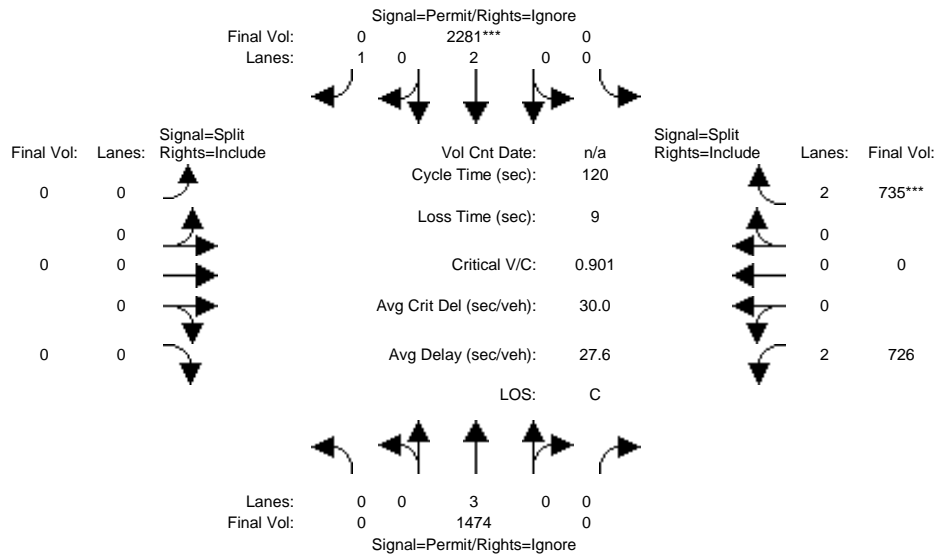 Signal=Permit/Rights=Ignore
Final Vol: 0 2281*** 0
Lanes: 1 0 2 0 0
Signal=Split Signal=Split
Final Vol: Lanes: Rights=Include Vol Cnt Date: n/a Rights=Include Lanes: Final Vol:
Cycle Time (sec): 120
0 0 2 735***
Loss Time (sec): 9
0 0
0 0 Critical V/C: 0.901 0 0
0 Avg Crit Del (sec/veh): 30.0 0
0 0 Avg Delay (sec/veh): 27.6 2 726
LOS: C
Lanes: 0 0 3 0 0
Final Vol: 0 1474 0
Signal=Permit/Rights=Ignore